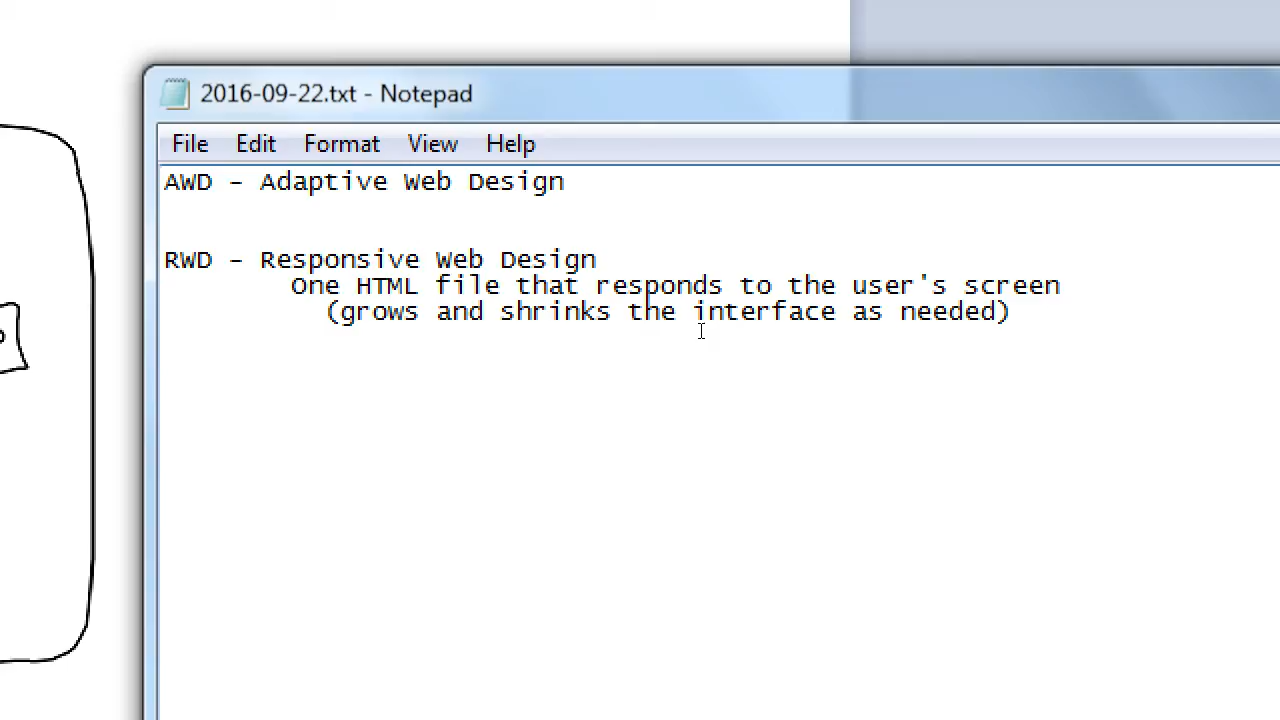 2016-09-22.txt - Notepad
File Edit Format View Help
AWD - Adaptive Web Design
RWD - Responsive Web Design
One HTML file that responds to the user's screen
(grows and shrinks the interface as needed)